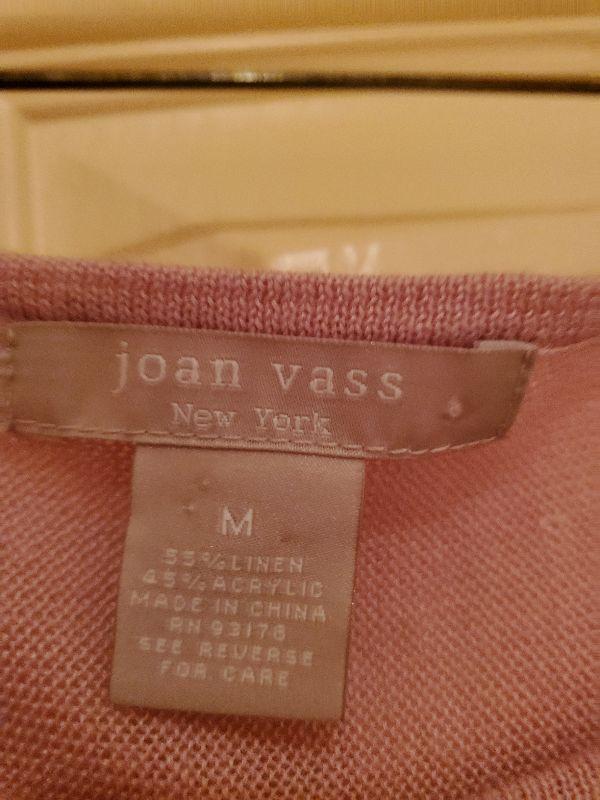 joan vass
New York
M
55% LINEN
45% ACRYLIC
MADE IN CHINA
RN 93176
SEE REVERSE
FOR CARE